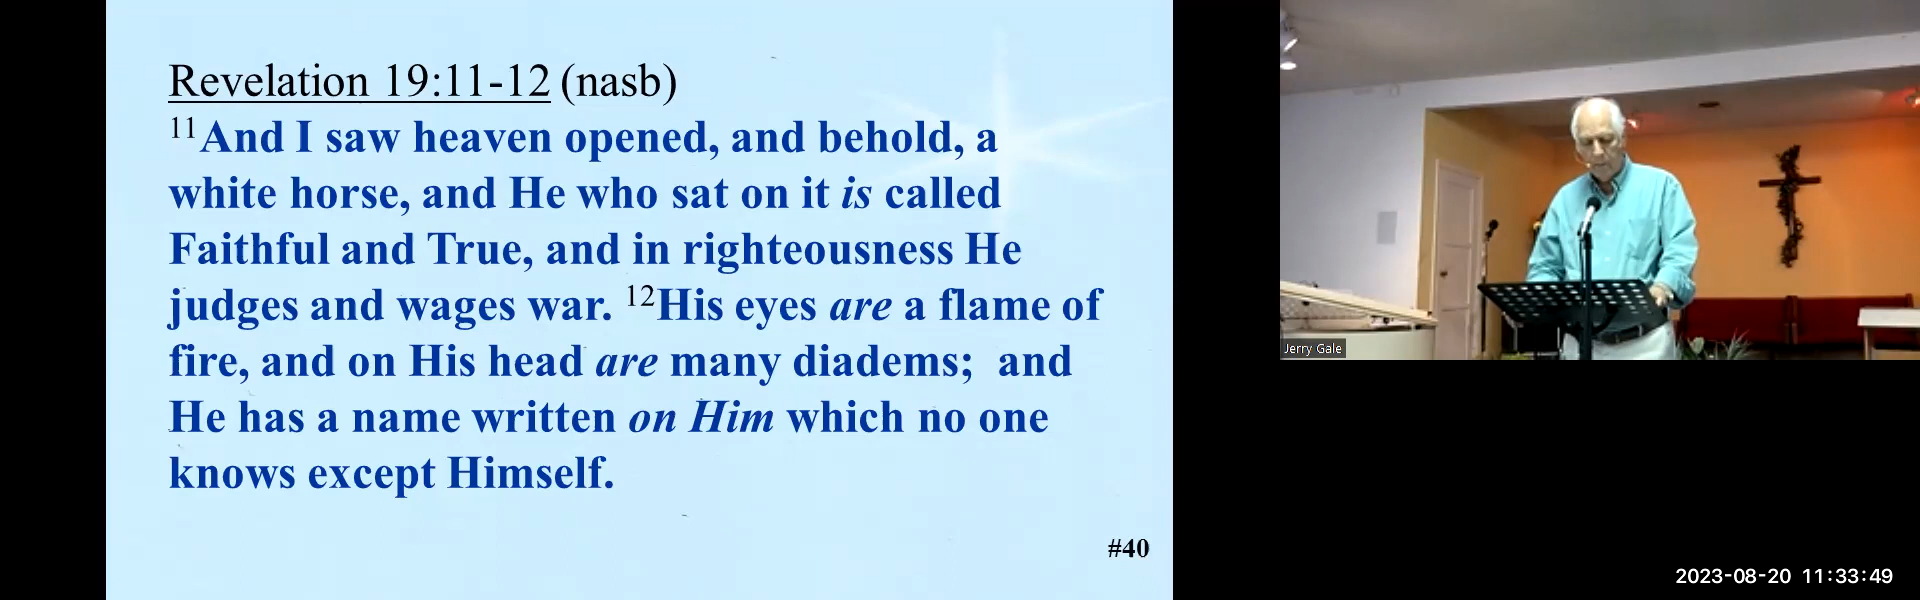 Revelation 19:11-12 (nasb)
11And I saw heaven opened, and behold, a
white horse, and He who sat on it is called
Faithful and True, and in righteousness He
judges and wages war. 12His eyes are a flame of
fire, and on His head are many diadems;  and
He has a name written on Him which no one
knows except Himself.
#40
Jerry Gale
2023-08-20 11:33:49